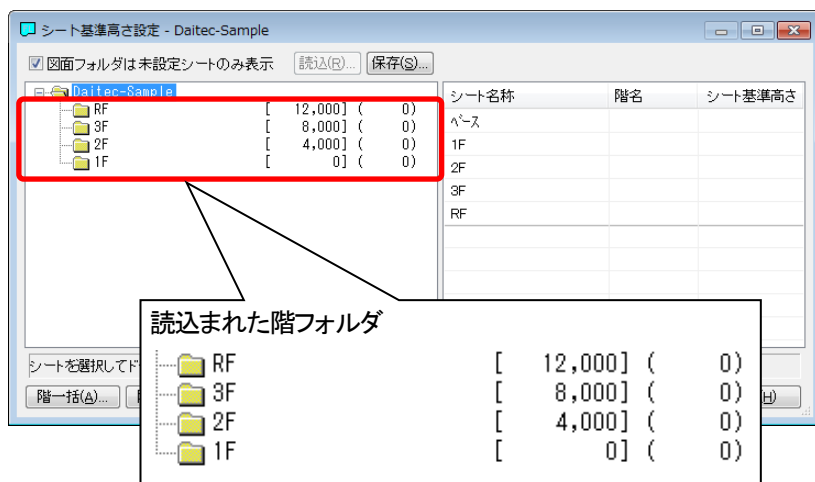 シート基準高さ設定 - Daitec-Sample
図面フォルダは未設定シートのみ表示 読込(R)... 保存(S)...
Daitec-Sample
RF [ 12,000] ( 0)
3F [ 8,000] ( 0)
2F [ 4,000] ( 0)
1F [ 0] ( 0)
シート名称 階名 シート基準高さ
ベース
1F
2F
3F
RF
読込まれた階フォルダ
RF [ 12,000] ( 0)
3F [ 8,000] ( 0)
2F [ 4,000] ( 0)
1F [ 0] ( 0)
シートを選択してド
階一括(A)... H)